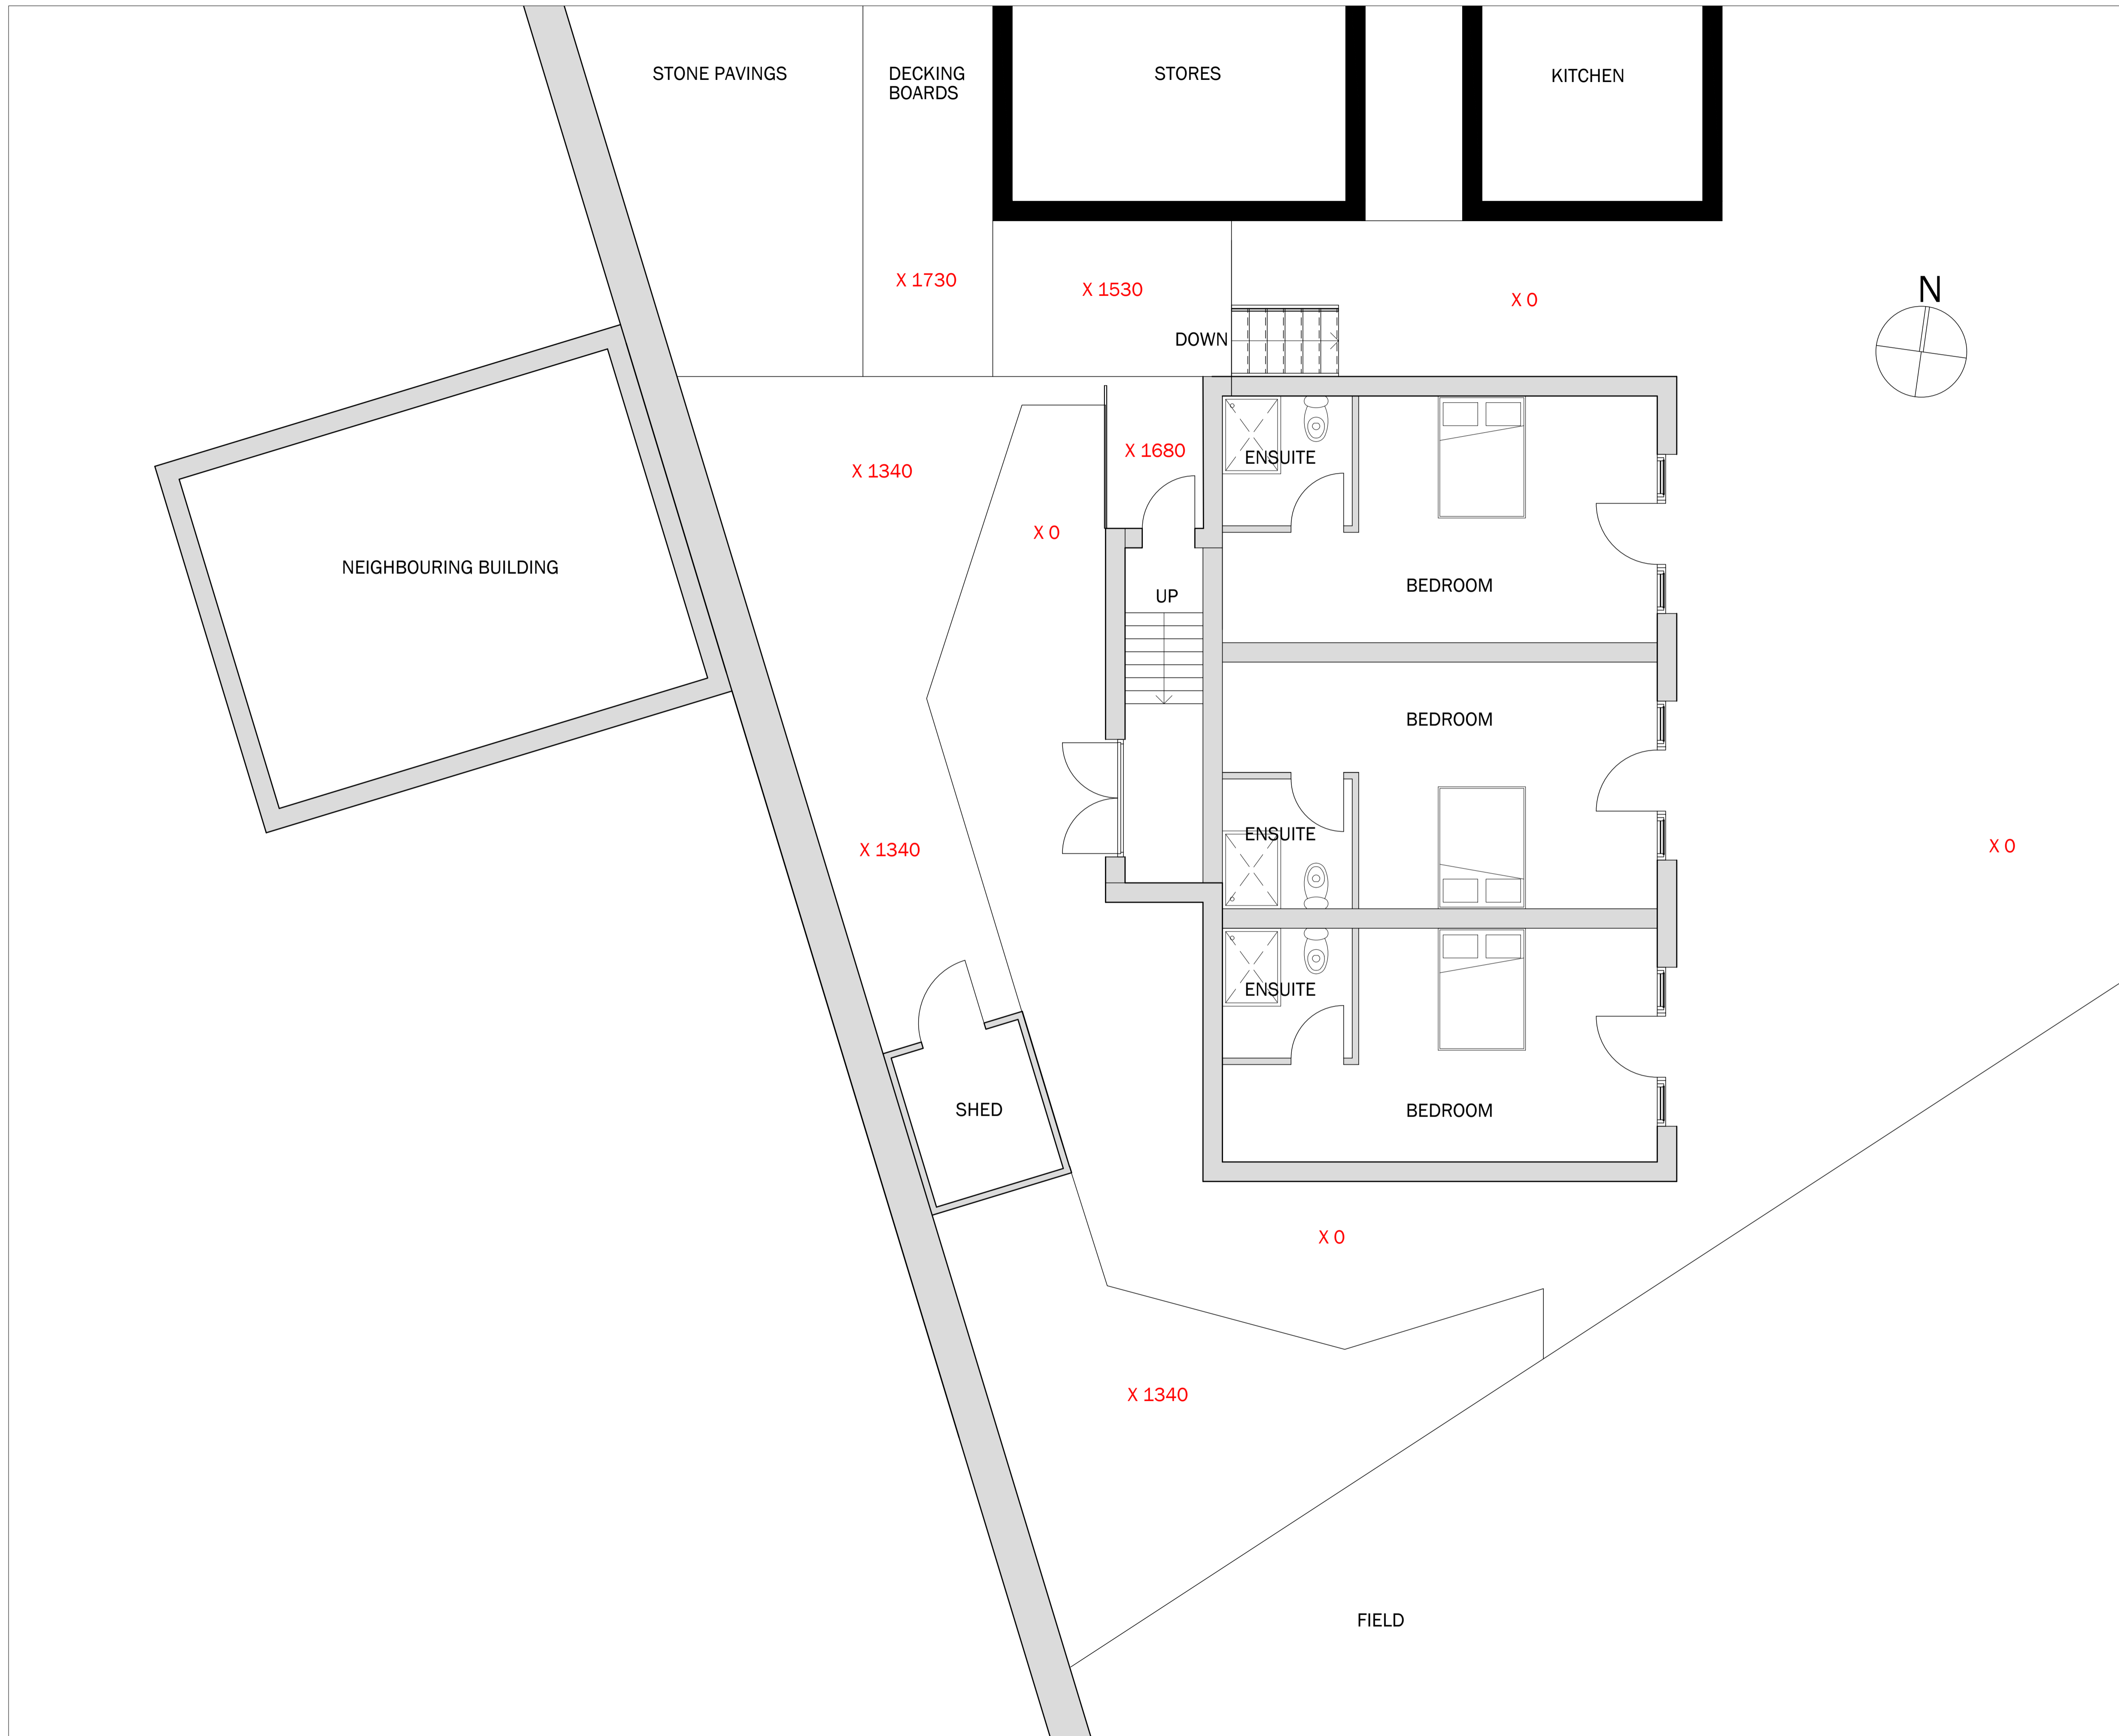 STONE PAVINGS
DECKING
BOARDS
STORES
KITCHEN
X 1730
X 1530
X 0
N
DOWN
X 1340
X 1680
ENSUITE
X 0
NEIGHBOURING BUILDING
UP
BEDROOM
BEDROOM
X 1340
ENSUITE
X 0
ENSUITE
SHED
BEDROOM
X 0
X 1340
FIELD